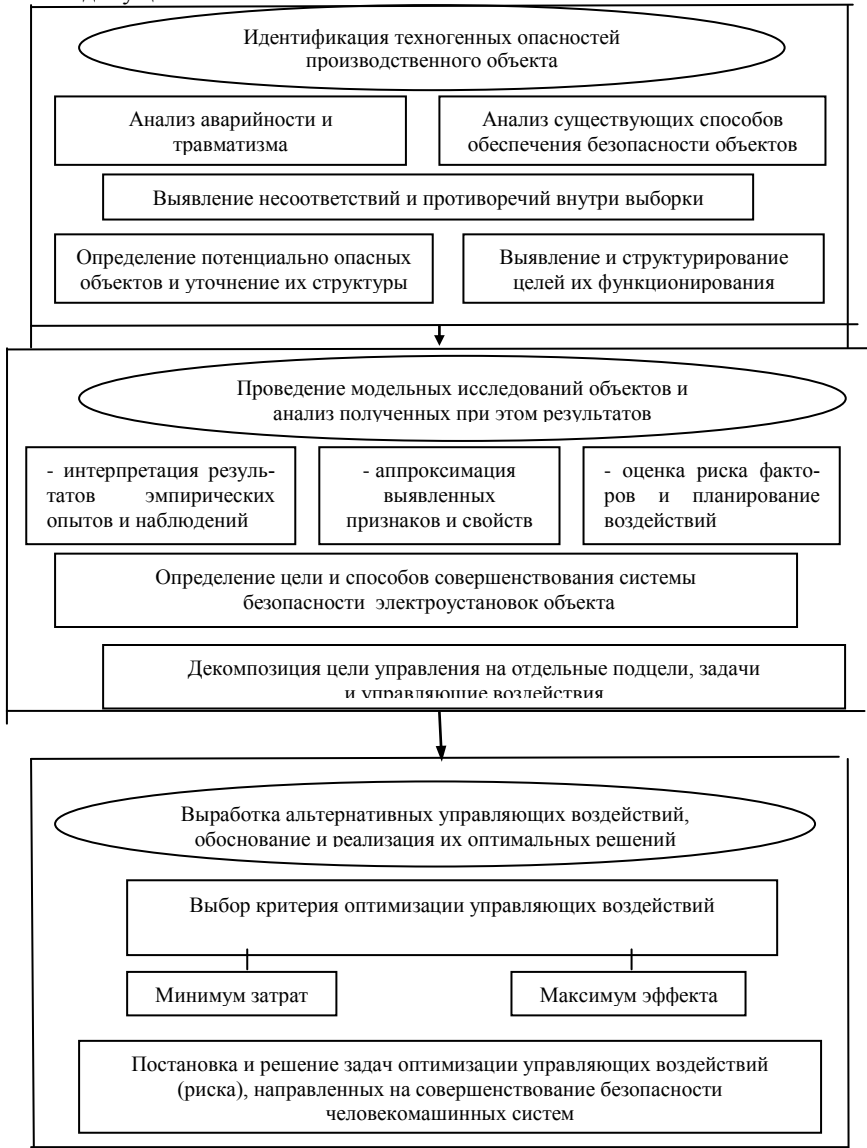 Идентификация техногенных опасностей
производственного объекта
Анализ аварийности и
травматизма
Анализ существующих способов
обеспечения безопасности объектов
Выявление несоответствий и противоречий внутри выборки
Определение потенциально опасных
объектов и уточнение их структуры
Выявление и структурирование
целей их функционирования
Проведение модельных исследований объектов и
анализ полученных при этом результатов
- интерпретация резуль-
татов эмпирических
опытов и наблюдений
- аппроксимация
выявленных
признаков и свойств
- оценка риска факто-
ров и планирование
воздействий
Определение цели и способов совершенствования системы
безопасности электроустановок объекта
Декомпозиция цели управления на отдельные подцели, задачи
и управляющие воздействия
Выработка альтернативных управляющих воздействий,
обоснование и реализация их оптимальных решений
Выбор критерия оптимизации управляющих воздействий
Минимум затрат
Максимум эффекта
Постановка и решение задач оптимизации управляющих воздействий
(риска), направленных на совершенствование безопасности
человекомашинных систем